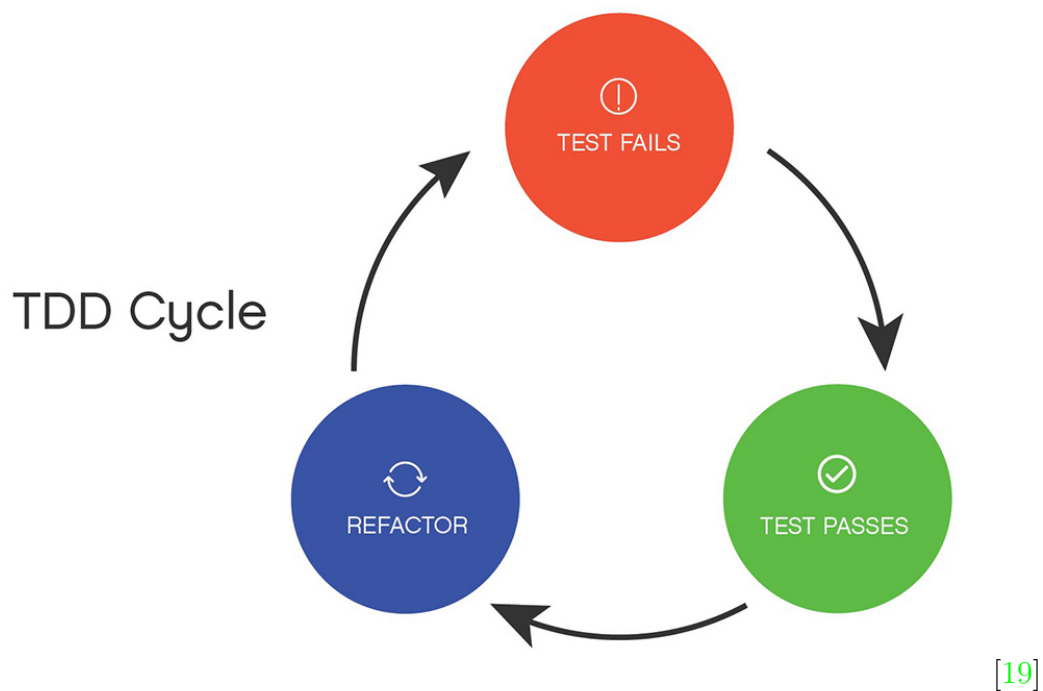 TEST FAILS
TDD Cycle
REFACTOR
TEST PASSES
[19]